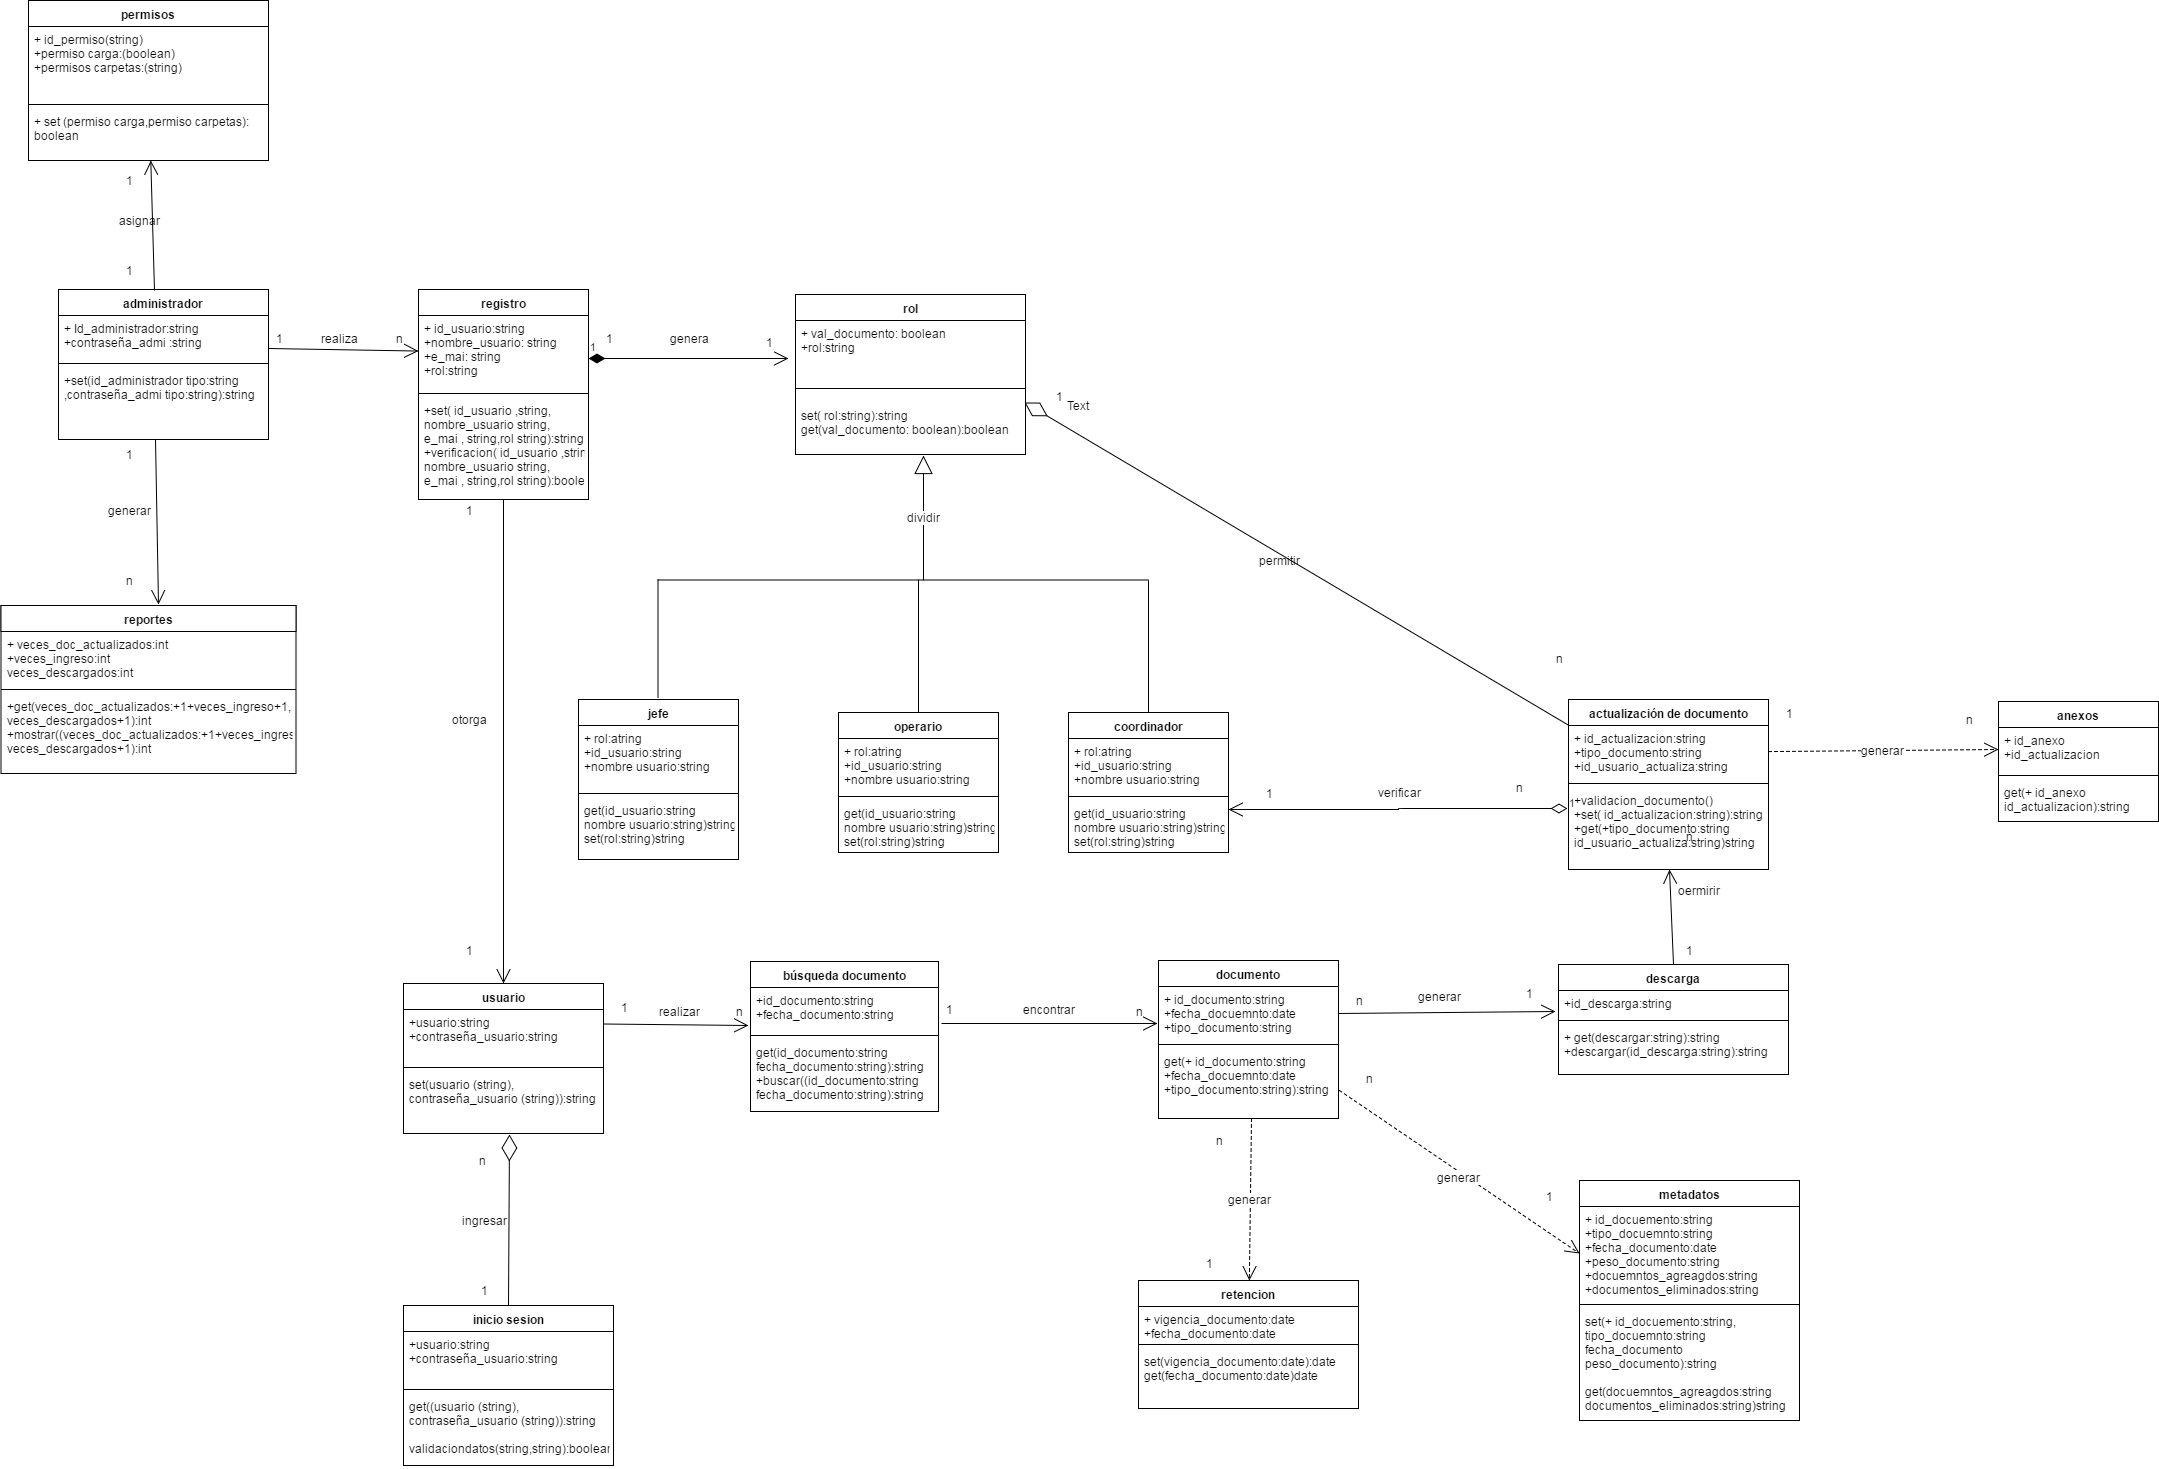 permisos
+ id_permiso(string)
+permiso carga:(boolean)
+permisos carpetas:(string)
+ set (permiso carga,permiso carpetas):
boolean
1
asignar
1
administrador
+ Id_administrador:string
+contraseña_admi :string
+set(id_administrador tipo:string
,contraseña_admi tipo:string):string
1
realiza
n
registro
+ id_usuario:string
+nombre_usuario: string
+e_mai: string
+rol:string
+set( id_usuario ,string,
nombre_usuario string,
e_mai , string,rol string):string
+verificacion( id_usuario ,strin
nombre_usuario string,
e_mai , string,rol string):boole
1
1
genera
1
rol
+ val_documento: boolean
+rol:string
set( rol:string):string
get(val_documento: boolean):boolean
1
Text
permitir
n
dividir
1
generar
n
reportes
+ veces_doc_actualizados:int
+veces_ingreso:int
veces_descargados:int
+get(veces_doc_actualizados:+1+veces_ingreso+1,
veces_descargados+1):int
+mostrar((veces_doc_actualizados:+1+veces_ingres
veces_descargados+1):int
1
otorga
1
jefe
+ rol:atring
+id_usuario:string
+nombre usuario:string
get(id_usuario:string
nombre usuario:string)string
set(rol:string)string
operario
+ rol:atring
+id_usuario:string
+nombre usuario:string
get(id_usuario:string
nombre usuario:string)string
set(rol:string)string
coordinador
+ rol:atring
+id_usuario:string
+nombre usuario:string
get(id_usuario:string
nombre usuario:string)string
set(rol:string)string
1
verificar
n
actualización de documento
+ id_actualizacion:string
+tipo_documento:string
+id_usuario_actualiza:string
1
+validacion_documento()
+set( id_actualizacion:string):string
+get(+tipo_documento:string
n
id_usuario_actualiza:string)string
1
generar
n
anexos
+ id_anexo
+id_actualizacion
get(+ id_anexo
id_actualizacion):string
oermirir
1
usuario
+usuario:string
+contraseña_usuario:string
set(usuario (string),
contraseña_usuario (string)):string
1
realizar
n
búsqueda documento
+id_documento:string
+fecha_documento:string
get(id_documento:string
fecha_documento:string):string
+buscar((id_documento:string
fecha_documento:string):string
1
encontrar
n
documento
+ id_documento:string
+fecha_docuemnto:date
+tipo_documento:string
get(+ id_documento:string
+fecha_docuemnto:date
+tipo_documento:string):string
n
generar
1
descarga
+id_descarga:string
+ get(descargar:string):string
+descargar(id_descarga:string):string
n
generar
1
n
generar
1
n
ingresar
1
inicio sesion
+usuario:string
+contraseña_usuario:string
get((usuario (string),
contraseña_usuario (string)):string
validaciondatos(string,string):boolear
retencion
+ vigencia_documento:date
+fecha_documento:date
set(vigencia_documento:date):date
get(fecha_documento:date)date
metadatos
+ id_docuemento:string
+tipo_docuemnto:string
+fecha_documento:date
+peso_documento:string
+docuemntos_agreagdos:string
+documentos_eliminados:string
set(+ id_docuemento:string,
tipo_docuemnto:string
fecha_documento
peso_documento):string
get(docuemntos_agreagdos:string
documentos_eliminados:string)string